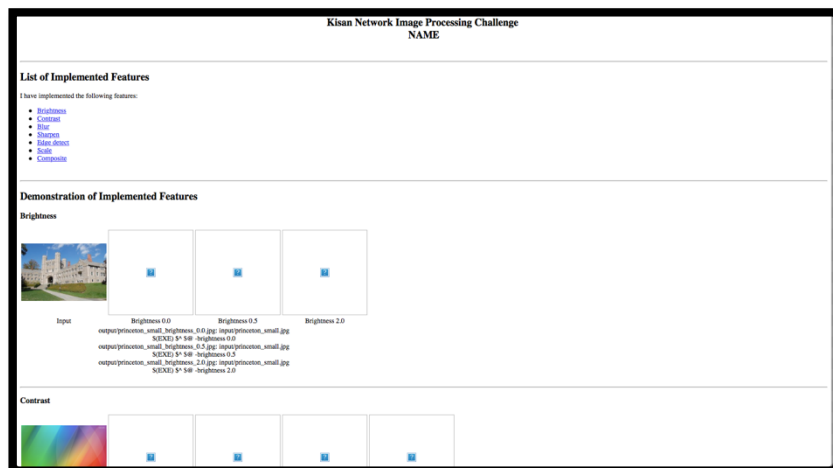 Kisan Network Image Processing Challenge
NAME
List of Implemented Features
I have implemented the following features:
Brightness
Contrast
Blur
Sharpen
Edge detect
Scale
Composite
Demonstration of Implemented Features
Brightness
Input
Brightness 0.0
Brightness 0.5
Brightness 2.0
output/princeton_small_brightness_0.0.jpg: input/princeton_small.jpg
$(EXE) $^ $@ -brightness 0.0
output/princeton_small_brightness_0.5.jpg: input/princeton_small.jpg
$(EXE) $^ $@ -brightness 0.5
output/princeton_small_brightness_2.0.jpg: input/princeton_small.jpg
$(EXE) $^ $@ -brightness 2.0
Contrast